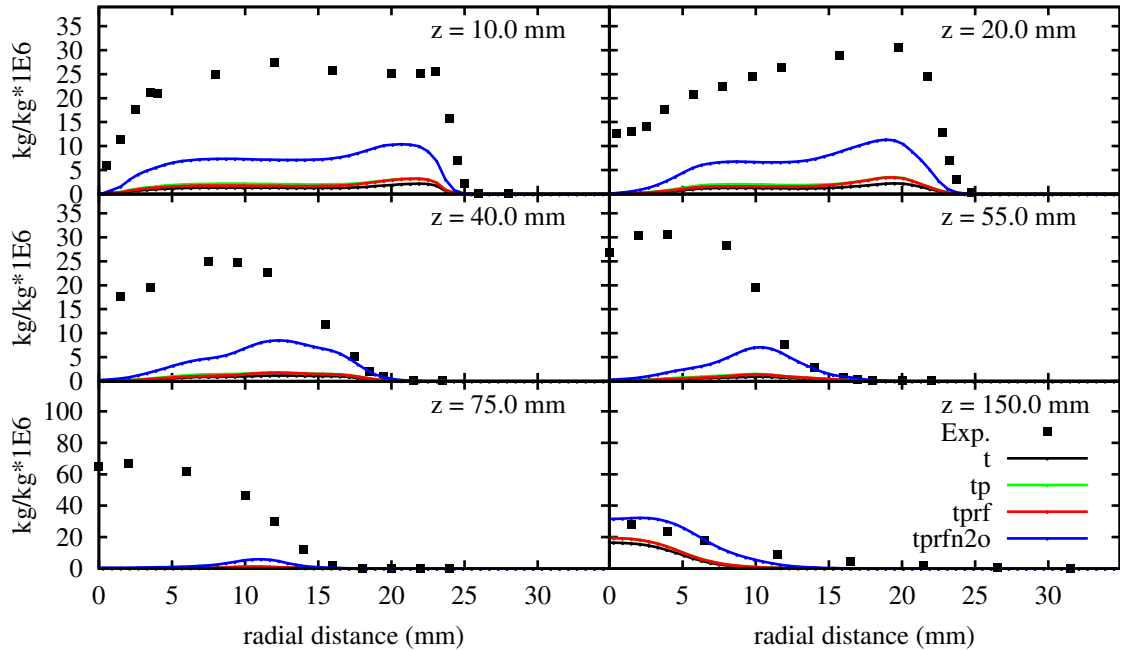 z = 10.0 mm
z = 20.0 mm
kg/kg*1E6
35
30
25
20
15
10
5
0
z = 40.0 mm
z = 55.0 mm
kg/kg*1E6
35
30
25
20
15
10
5
0
z = 75.0 mm
z = 150.0 mm
kg/kg*1E6
100
80
60
40
20
0
Exp.
t
tp
tprf
tprfn2o
0 5 10 15 20 25 30
0 5 10 15 20 25 30
radial distance (mm)
radial distance (mm)